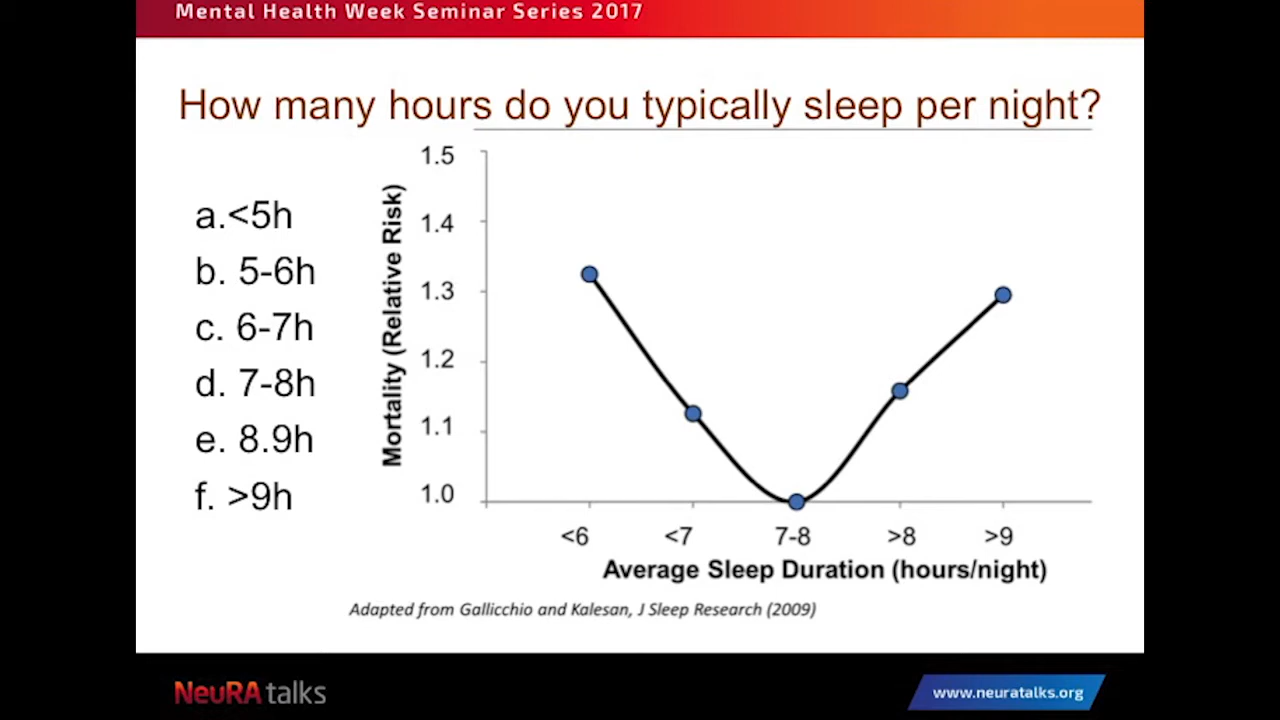 Mental Health Week Seminar Series 2017
How many hours do you typically sleep per night?
a.<5h
b. 5-6h
c. 6-7h
d. 7-8h
e. 8.9h
f. >9h
Mortality (Relative Risk)
1.5
1.4
1.3
1.2
1.1
1.0
<6 <7 7-8 >8 >9
Average Sleep Duration (hours/night)
Adapted from Gallicchio and Kalesan, J Sleep Research (2009)
NeuRA talks
www.neuratalks.org